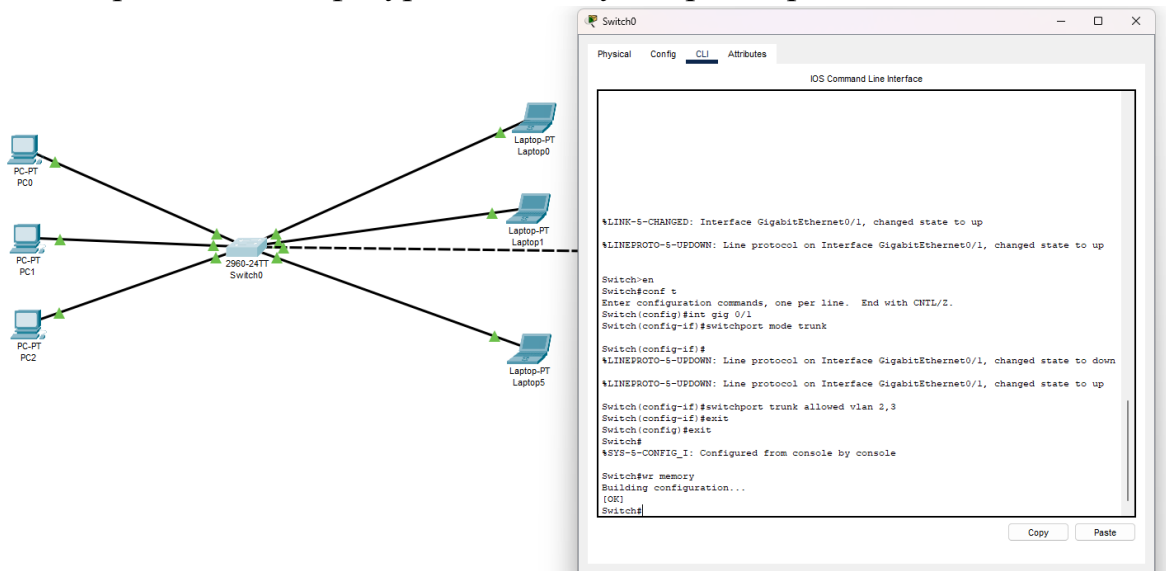 Switch0
Physical Config CLI Attributes
IOS Command Line Interface
%LINK-5-CHANGED: Interface GigabitEthernet0/1, changed state to up
%LINEPROTO-5-UPDOWN: Line protocol on Interface GigabitEthernet0/1, changed state to up
Switch>en
Switch#conf t
Enter configuration commands, one per line.  End with CNTL/Z.
Switch(config)#int gig 0/1
Switch(config-if)#switchport mode trunk
Switch(config-if)#
%LINEPROTO-5-UPDOWN: Line protocol on Interface GigabitEthernet0/1, changed state to down
%LINEPROTO-5-UPDOWN: Line protocol on Interface GigabitEthernet0/1, changed state to up
Switch(config-if)#switchport trunk allowed vlan 2,3
Switch(config-if)#exit
Switch(config)#exit
Switch#
%SYS-5-CONFIG_I: Configured from console by console
Switch#wr memory
Building configuration...
[OK]
Switch#
Copy Paste
PC-PT
PC0
PC-PT
PC1
PC-PT
PC2
2960-24TT
Switch0
Laptop-PT
Laptop0
Laptop-PT
Laptop1
Laptop-PT
Laptop5